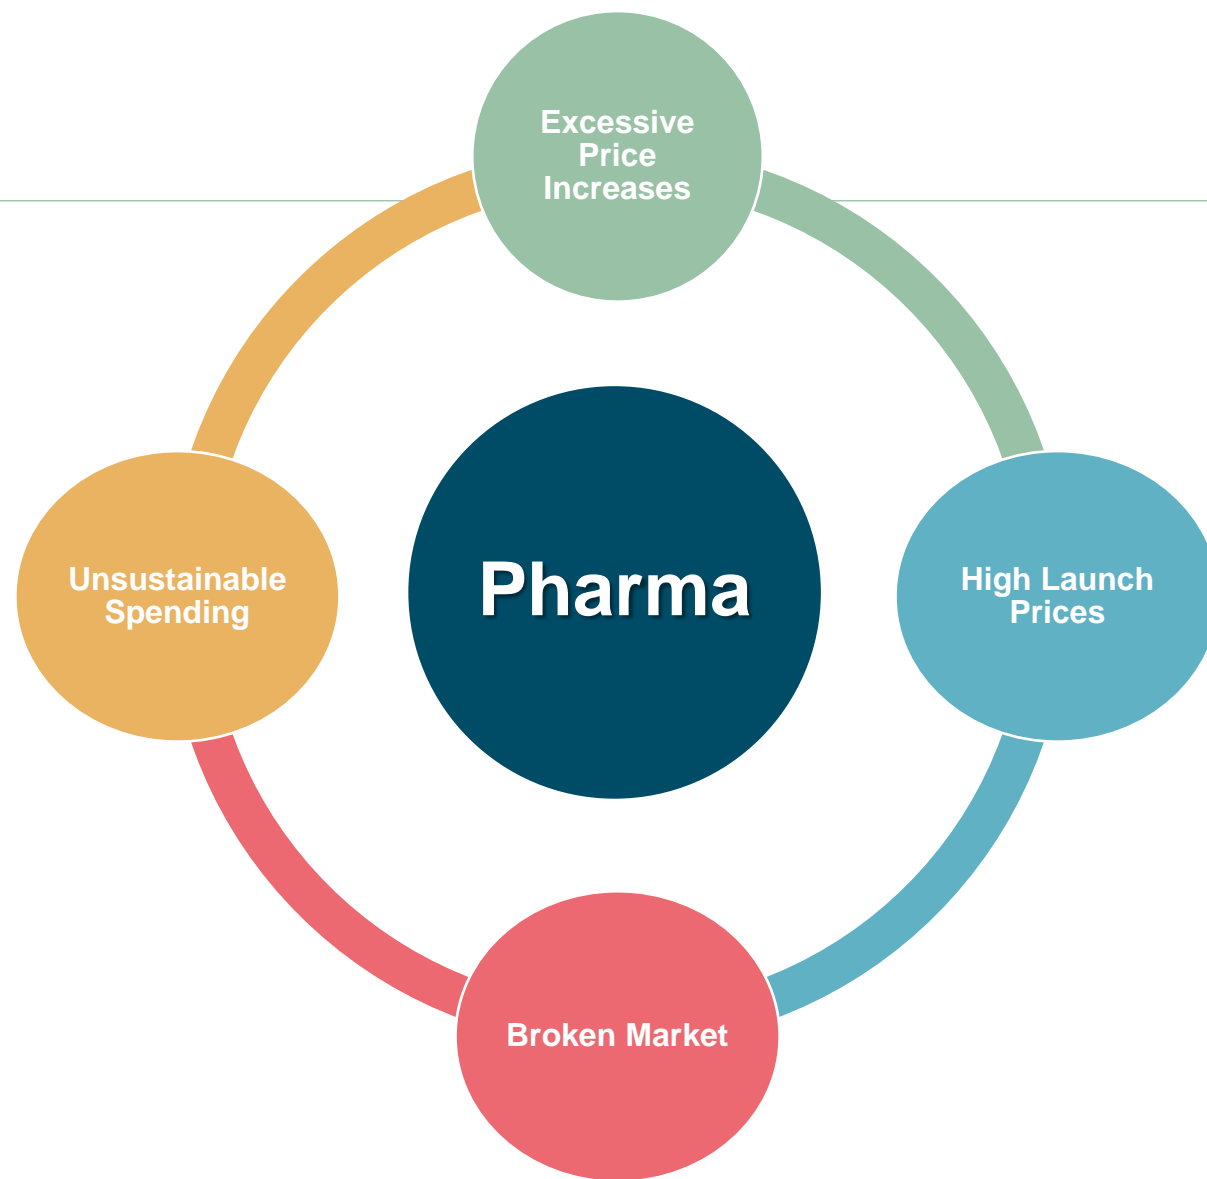 Excessive
Price
Increases
Unsustainable
Spending
Pharma
High Launch
Prices
Broken Market